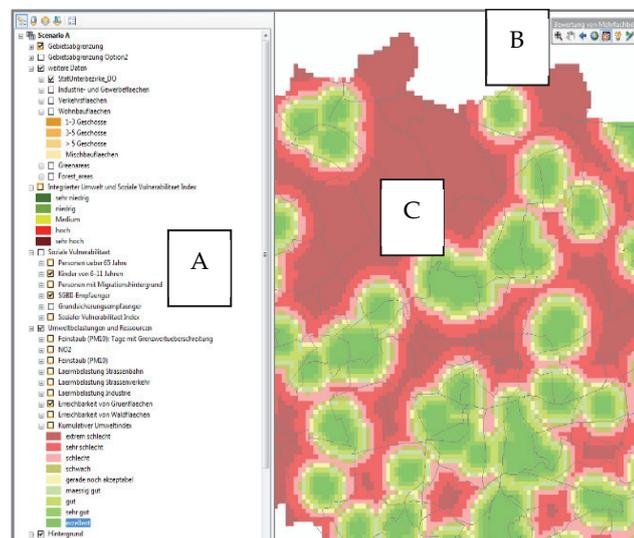 Scenario A
Gebietsabgrenzung
Gebietsabgrenzung Option2
weitere Daten
StatUnterbezirke_DO
Industrie- und Gewerbeflaechen
Verkehrsflaechen
Wohnbauflaechen
1-3 Geschosse
3-5 Geschosse
> 5 Geschosse
Mischbauflaechen
Greenareas
Forest_areas
Integrierter Umwelt und Soziale Vulnerabilitaet Index
sehr niedrig
niedrig
Medium
hoch
sehr hoch
Soziale Vulnerabilitaet
Personen ueber 65 Jahre
Kinder von 6-11 Jahren
Personen mit Migrationshintergrund
SGBII-Empfaenger
Grundsicherungsempfaenger
Sozialer Vulnerabilitaet Index
Umweltbelastungen und Ressourcen
Feinstaub (PM10): Tage mit Grenzwertueberschreitung
NO2
Feinstaub (PM10)
Laermbelastung Strassenbahn
Laermbelastung Strassenverkehr
Laermbelastung Industrie
Erreichbarkeit von Gruenflaechen
Erreichbarkeit von Waldflaechen
Kumulativer Umweltindex
extrem schlecht
sehr schlecht
schlecht
schwach
gerade noch akzeptabel
maessig gut
gut
sehr gut
exzellent
Hintergrund
A
B
Bewertung von Mehrfachbel
C